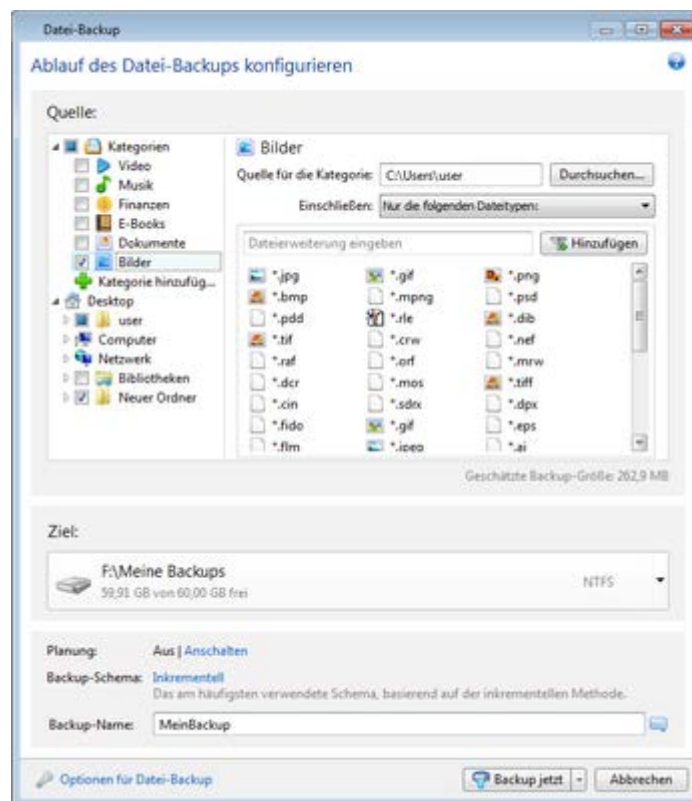 Datei-Backup
Ablauf des Datei-Backups konfigurieren
Quelle:
Kategorien
Video
Musik
Finanzen
E-Books
Dokumente
Bilder
Kategorie hinzufüg...
Desktop
user
Computer
Netzwerk
Bibliotheken
Neuer Ordner
Bilder
Quelle für die Kategorie: C:\Users\user Durchsuchen...
Einschließen: Nur die folgenden Dateitypen:
Dateierweiterung eingeben Hinzufügen
*.jpg *.gif *.png
*.bmp *.mpng *.psd
*.pdd *.rle *.dib
*.tif *.crw *.nef
*.raf *.orf *.mrw
*.dcr *.mos *.tiff
*.cin *.sdrx *.dpx
*.fido *.gif *.eps
*.flm *.jpeg *.ai
Geschätzte Backup-Größe: 262,9 MB
Ziel:
F:\Meine Backups
59,91 GB von 60,00 GB frei NTFS
Planung: Aus | Anschalten
Backup-Schema: Inkrementell
Das am häufigsten verwendete Schema, basierend auf der inkrementellen Methode.
Backup-Name: MeinBackup
Optionen für Datei-Backup Backup jetzt Abbrechen